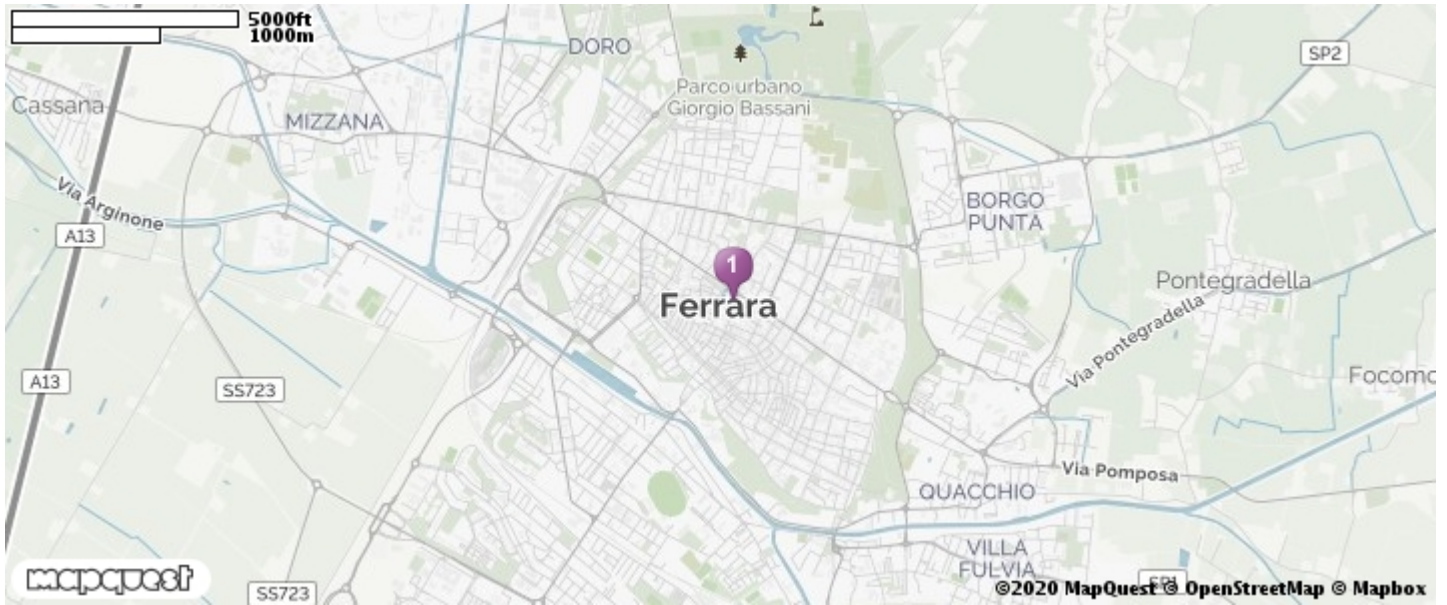 5000ft
1000m
DORO
SP2
Parco urbano
Giorgio Bassani
Cassana
MIZZANA
Via Arginone
BORGO
PUNTA
A13
1
Pontegradella
Ferrara
Via Pontegradella
A13
SS723
Focomo
Via Pomposa
QUACCHIO
VILLA
FULVIA
mapquest
SS723
SP1
©2020 MapQuest © OpenStreetMap © Mapbox